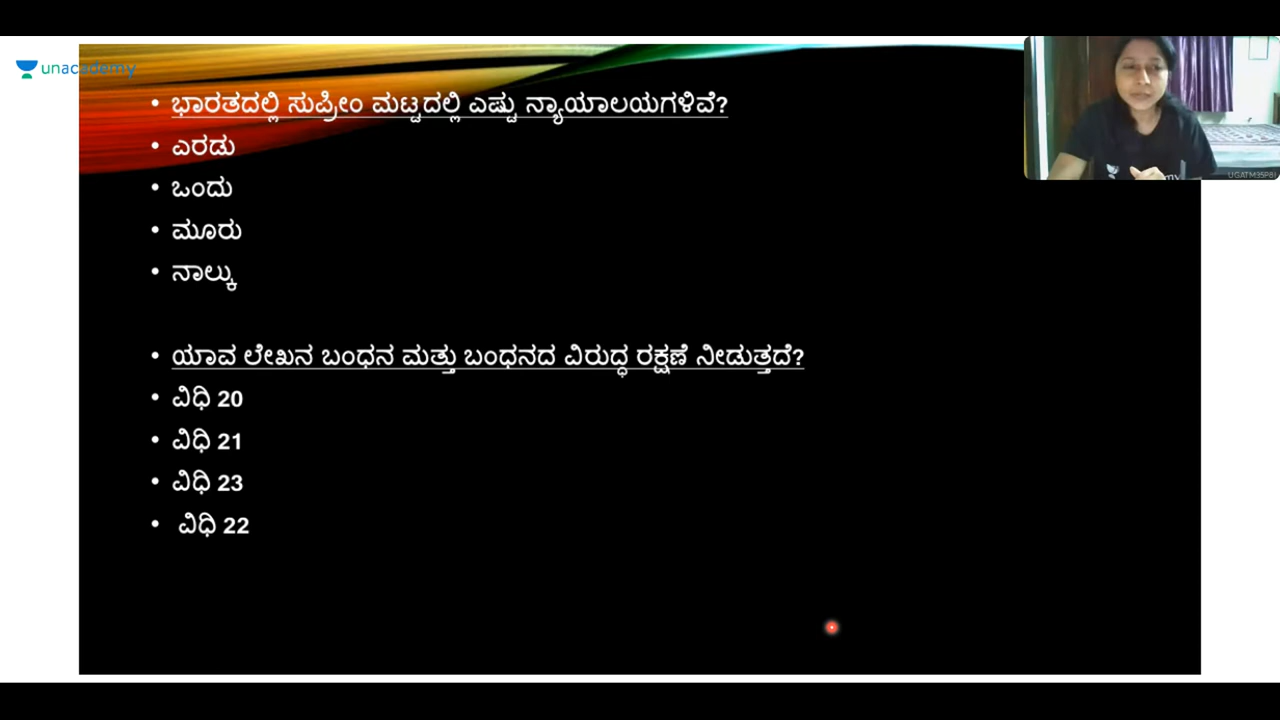 unacademy
ಭಾರತದಲ್ಲಿ ಸುಪ್ರೀಂ ಮಟ್ಟದಲ್ಲಿ ಎಷ್ಟು ನ್ಯಾಯಾಲಯಗಳಿವೆ?
ಎರಡು
ಒಂದು
ಮೂರು
ನಾಲ್ಕು
ಯಾವ ಲೇಖನ ಬಂಧನ ಮತ್ತು ಬಂಧನದ ವಿರುದ್ಧ ರಕ್ಷಣೆ ನೀಡುತ್ತದೆ?
ವಿಧಿ 20
ವಿಧಿ 21
ವಿಧಿ 23
ವಿಧಿ 22